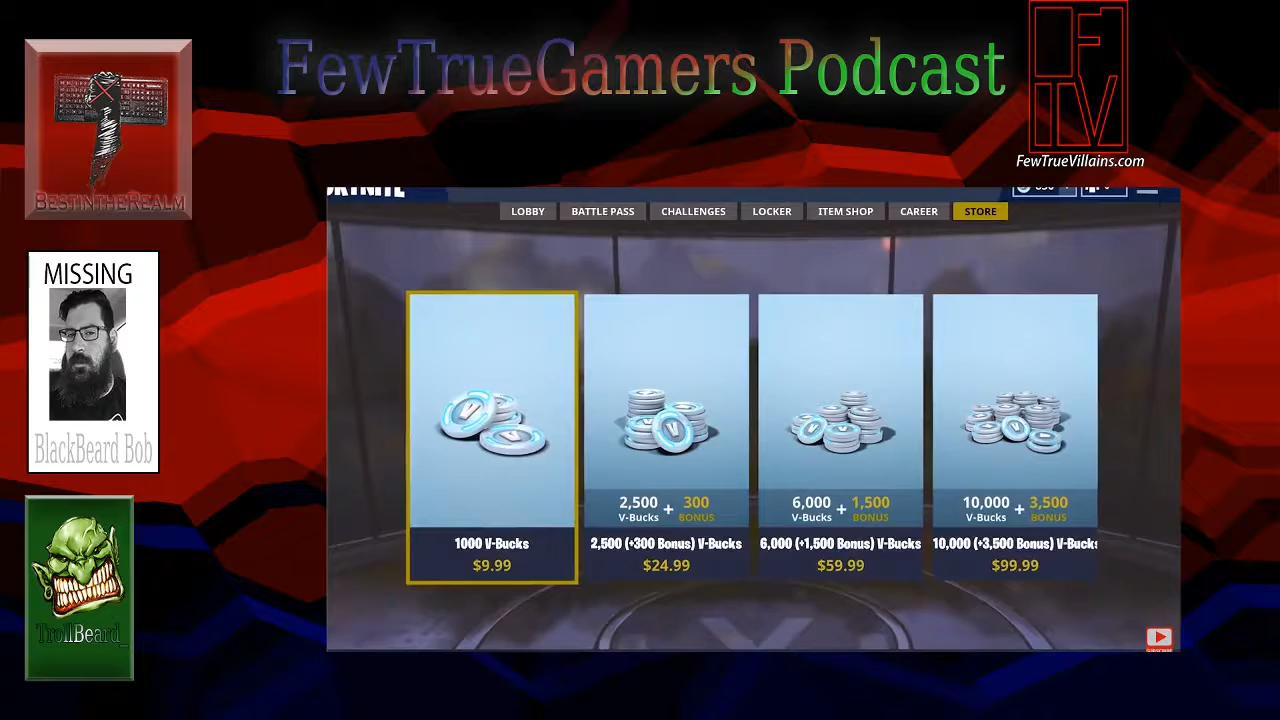 FewTrueGamers Podcast
FewTrueVillains.com
BestintheRealm
MISSING
BlackBeard Bob
TrollBeard_
LOBBY
BATTLE PASS
CHALLENGES
LOCKER
ITEM SHOP
CAREER
STORE
2,500 + 300
V-Bucks BONUS
6,000 + 1,500
V-Bucks BONUS
10,000 + 3,500
V-Bucks BONUS
1000 V-Bucks
$9.99
2,500 (+300 Bonus) V-Bucks
$24.99
6,000 (+1,500 Bonus) V-Bucks
$59.99
10,000 (+3,500 Bonus) V-Bucks
$99.99